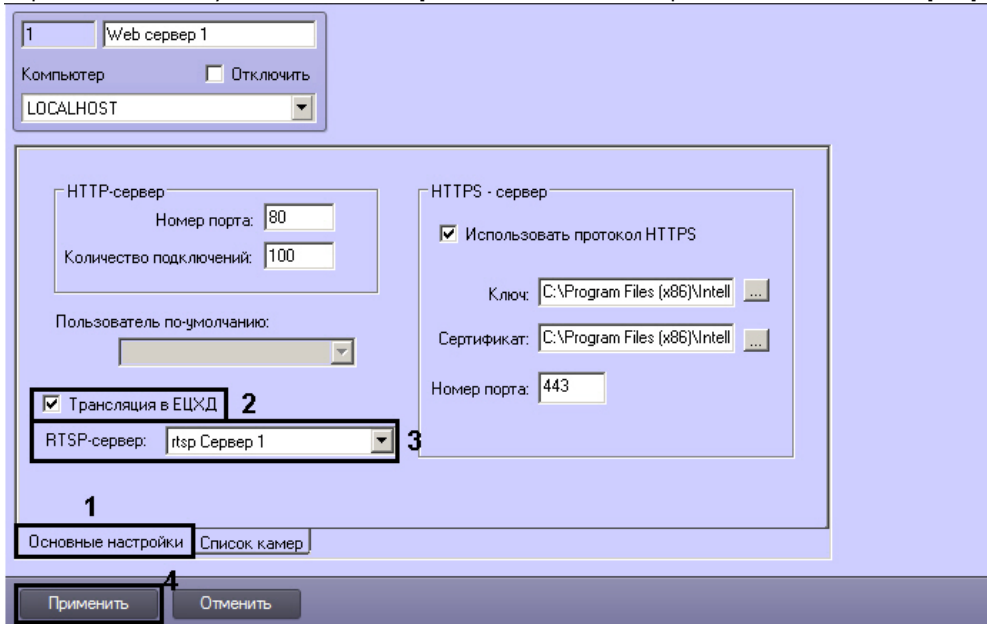 1 Web сервер 1
Компьютер Отключить
LOCALHOST
HTTP-сервер
Номер порта: 80
Количество подключений: 100
Пользователь по-умолчанию:
Трансляция в ЕЦХД 2
RTSP-сервер: rtsp Сервер 1 3
HTTPS - сервер
Использовать протокол HTTPS
Ключ: C:\Program Files (x86)\Intell ...
Сертификат: C:\Program Files (x86)\Intell ...
Номер порта: 443
1
Основные настройки Список камер
4
Применить Отменить